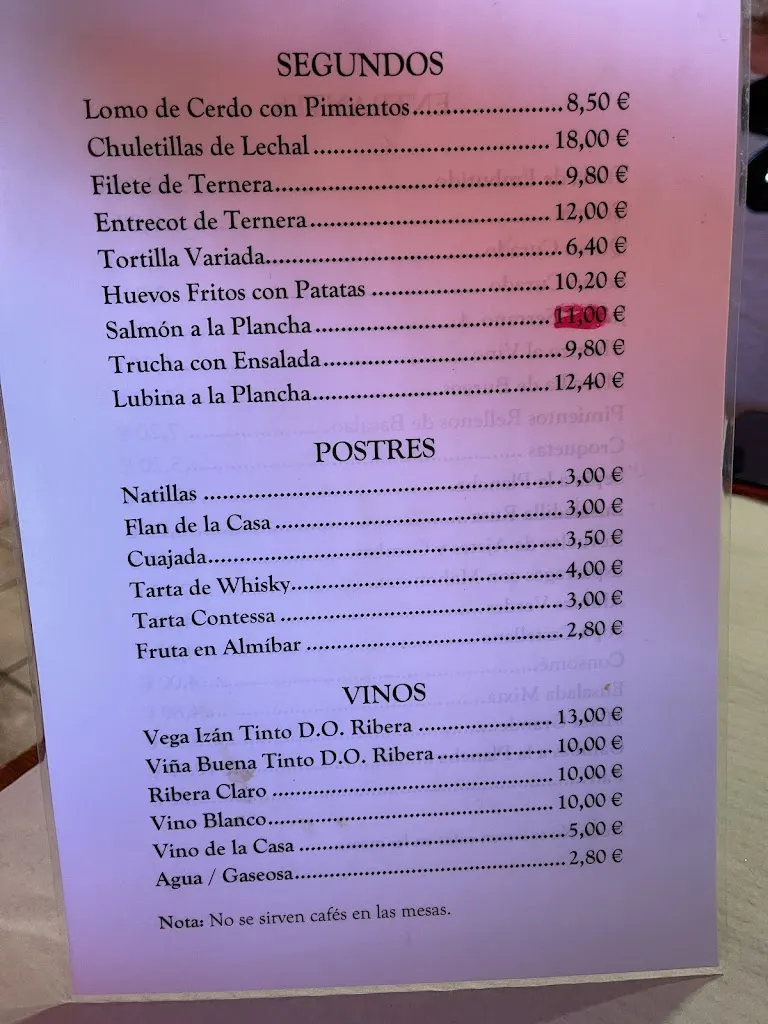 SEGUNDOS
Lomo de Cerdo con Pimientos........................8,50 €
Chuletillas de Lechal ....................................... 18,00 €
Filete de Ternera................................................9,80 €
Entrecot de Ternera........................................ 12,00 €
Tortilla Variada..................................................6,40 €
Huevos Fritos con Patatas ............................... 10,20 €
Salmón a la Plancha........................................ 11,00 €
Trucha con Ensalada........................................9,80 €
Lubina a la Plancha.......................................... 12,40 €
POSTRES
Natillas ............................................................3,00 €
Flan de la Casa ................................................3,00 €
Cuajada............................................................3,50 €
Tarta de Whisky..............................................4,00 €
Tarta Contessa ................................................3,00 €
Fruta en Almíbar ............................................2,80 €
VINOS
Vega Izán Tinto D.O. Ribera ........................ 13,00 €
Viña Buena Tinto D.O. Ribera..................... 10,00 €
Ribera Claro .................................................. 10,00 €
Vino Blanco.................................................... 10,00 €
Vino de la Casa ................................................5,00 €
Agua / Gaseosa................................................2,80 €
Nota: No se sirven cafés en las mesas.